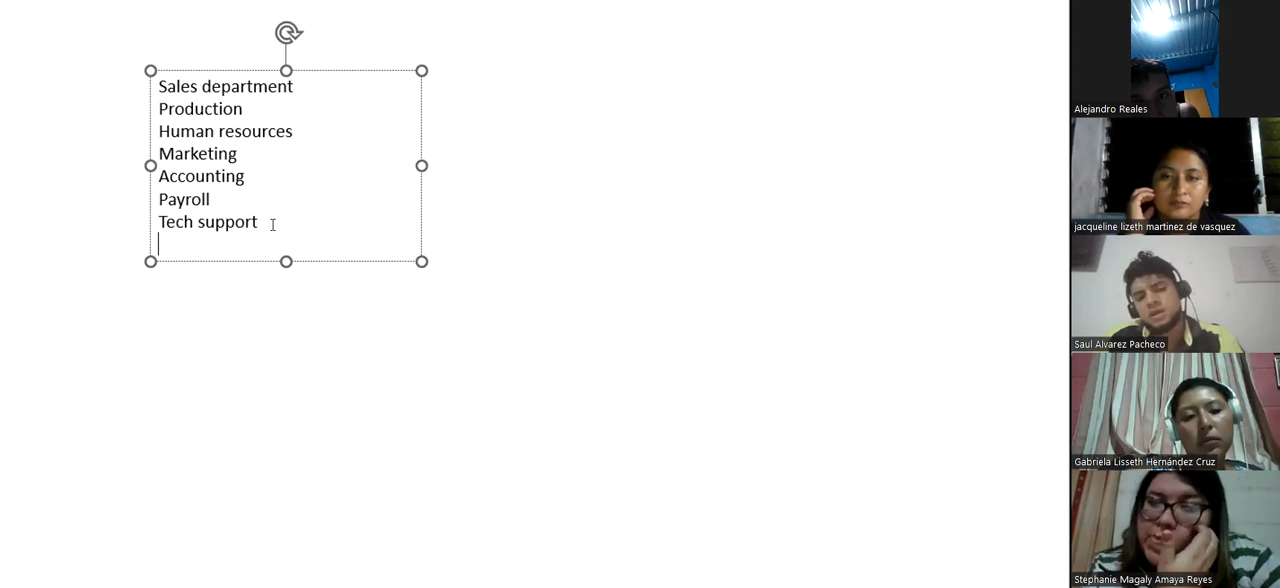 Sales department
Production
Human resources
Marketing
Accounting
Payroll
Tech support
Alejandro Reales
jacqueline lizeth martinez de vasquez
Saul Alvarez Pacheco
Gabriela Lisseth Hernández Cruz
Stephanie Magaly Amaya Reyes